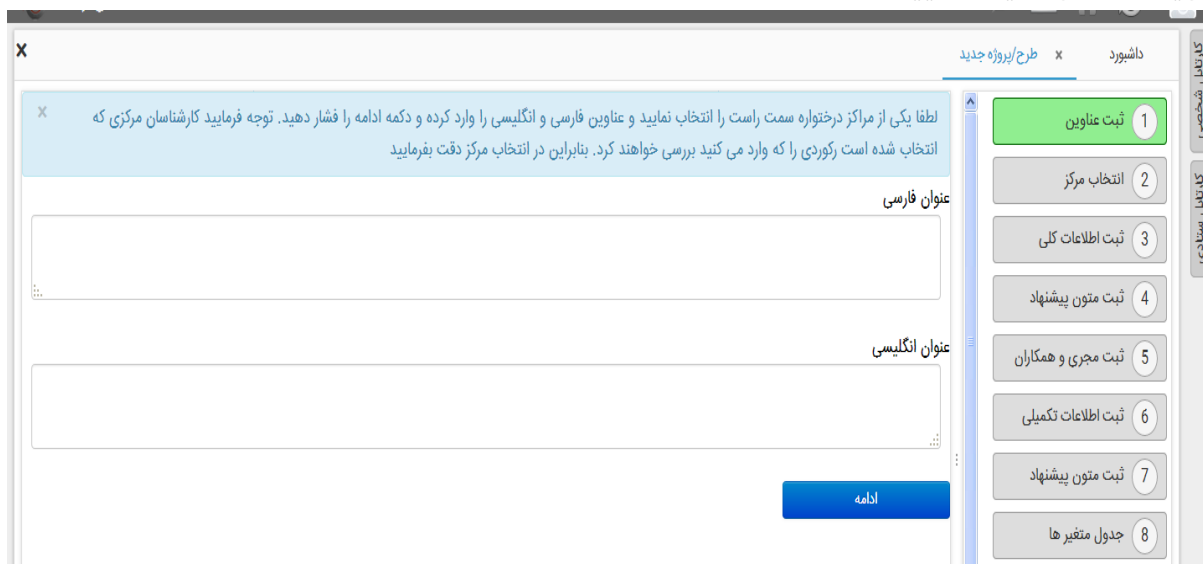 داشبورد
x طرح/پروژه جدید
x
کارتابل شخصی
کارتابل ستادی
1 ثبت عناوین
2 انتخاب مرکز
3 ثبت اطلاعات کلی
4 ثبت متون پیشنهاد
5 ثبت مجری و همکاران
6 ثبت اطلاعات تکمیلی
7 ثبت متون پیشنهاد
8 جدول متغیر ها
لطفا یکی از مراکز درختواره سمت راست را انتخاب نمایید و عناوین فارسی و انگلیسی را وارد کرده و دکمه ادامه را فشار دهید. توجه فرمایید کارشناسان مرکزی که
انتخاب شده است رکوردی را که وارد می کنید بررسی خواهند کرد. بنابراین در انتخاب مرکز دقت بفرمایید
x
عنوان فارسی
عنوان انگلیسی
ادامه